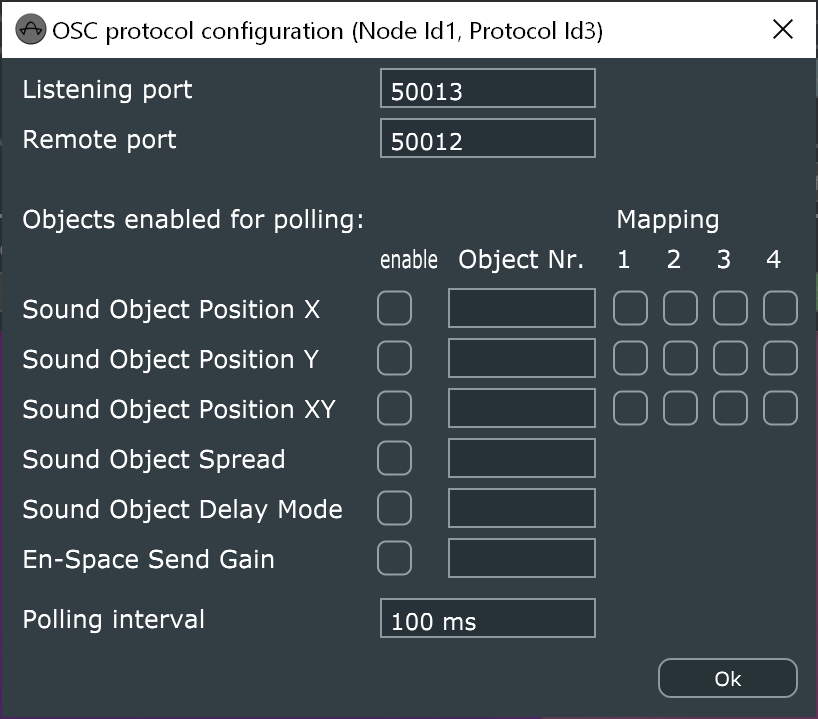 OSC protocol configuration (Node Id1, Protocol Id3)
Listening port 50013
Remote port 50012
Objects enabled for polling: Mapping
enable Object Nr. 1 2 3 4
Sound Object Position X
Sound Object Position Y
Sound Object Position XY
Sound Object Spread
Sound Object Delay Mode
En-Space Send Gain
Polling interval 100 ms
Ok